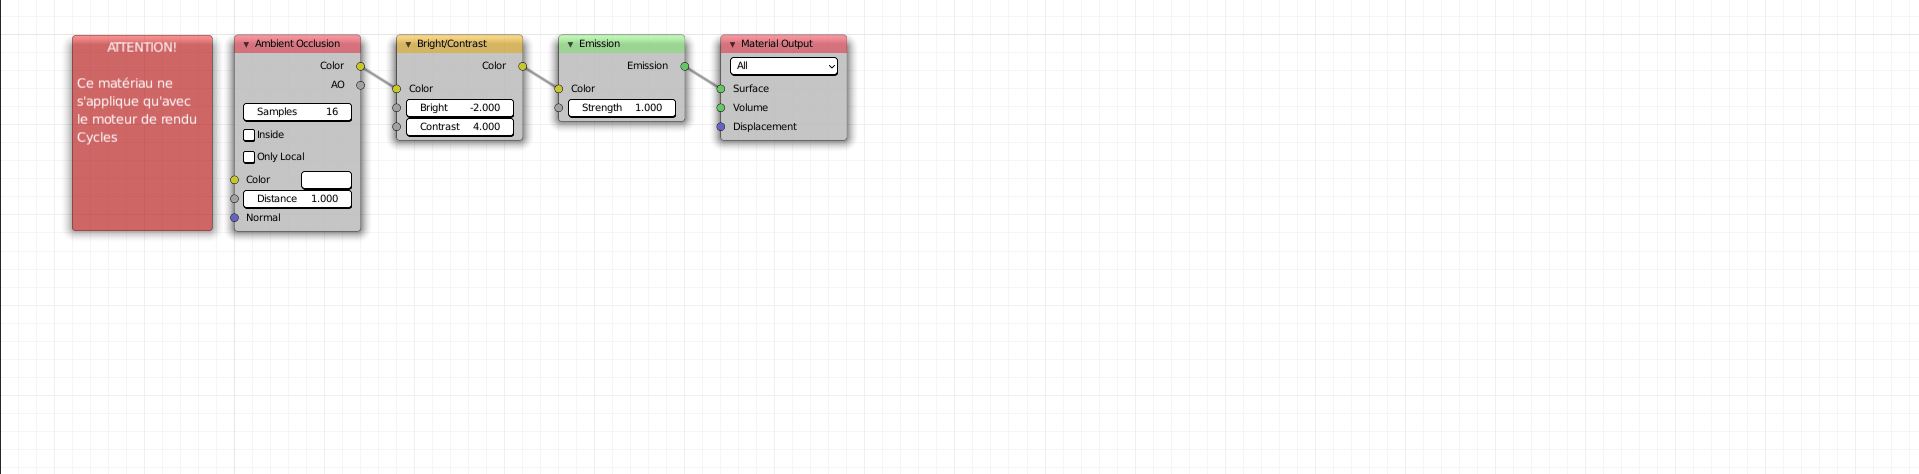 ATTENTION!
Ce matériau ne
s'applique qu'avec
le moteur de rendu
Cycles
Ambient Occlusion
Color
AO
Samples 16
Inside
Only Local
Color
Distance 1.000
Normal
Bright/Contrast
Color
Color
Bright -2.000
Contrast 4.000
Emission
Emission
Color
Strength 1.000
Material Output
All
Surface
Volume
Displacement